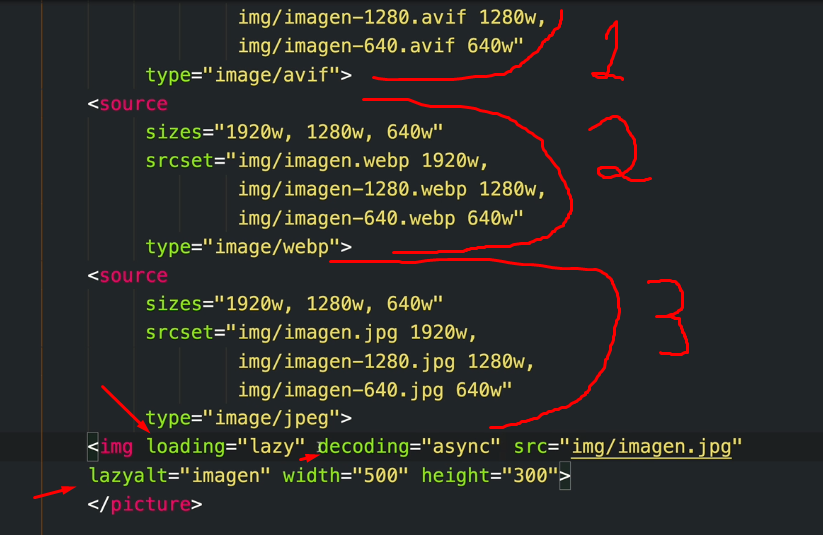 img/imagen-1280.avif 1280w,
img/imagen-640.avif 640w"
type="image/avif">
1
<source
sizes="1920w, 1280w, 640w"
srcset="img/imagen.webp 1920w,
2
img/imagen-1280.webp 1280w,
img/imagen-640.webp 640w"
type="image/webp">
<source
sizes="1920w, 1280w, 640w"
srcset="img/imagen.jpg 1920w,
3
img/imagen-1280.jpg 1280w,
img/imagen-640.jpg 640w"
type="image/jpeg">
<img loading="lazy" decoding="async" src="img/imagen.jpg"
lazyalt="imagen" width="500" height="300">
</picture>